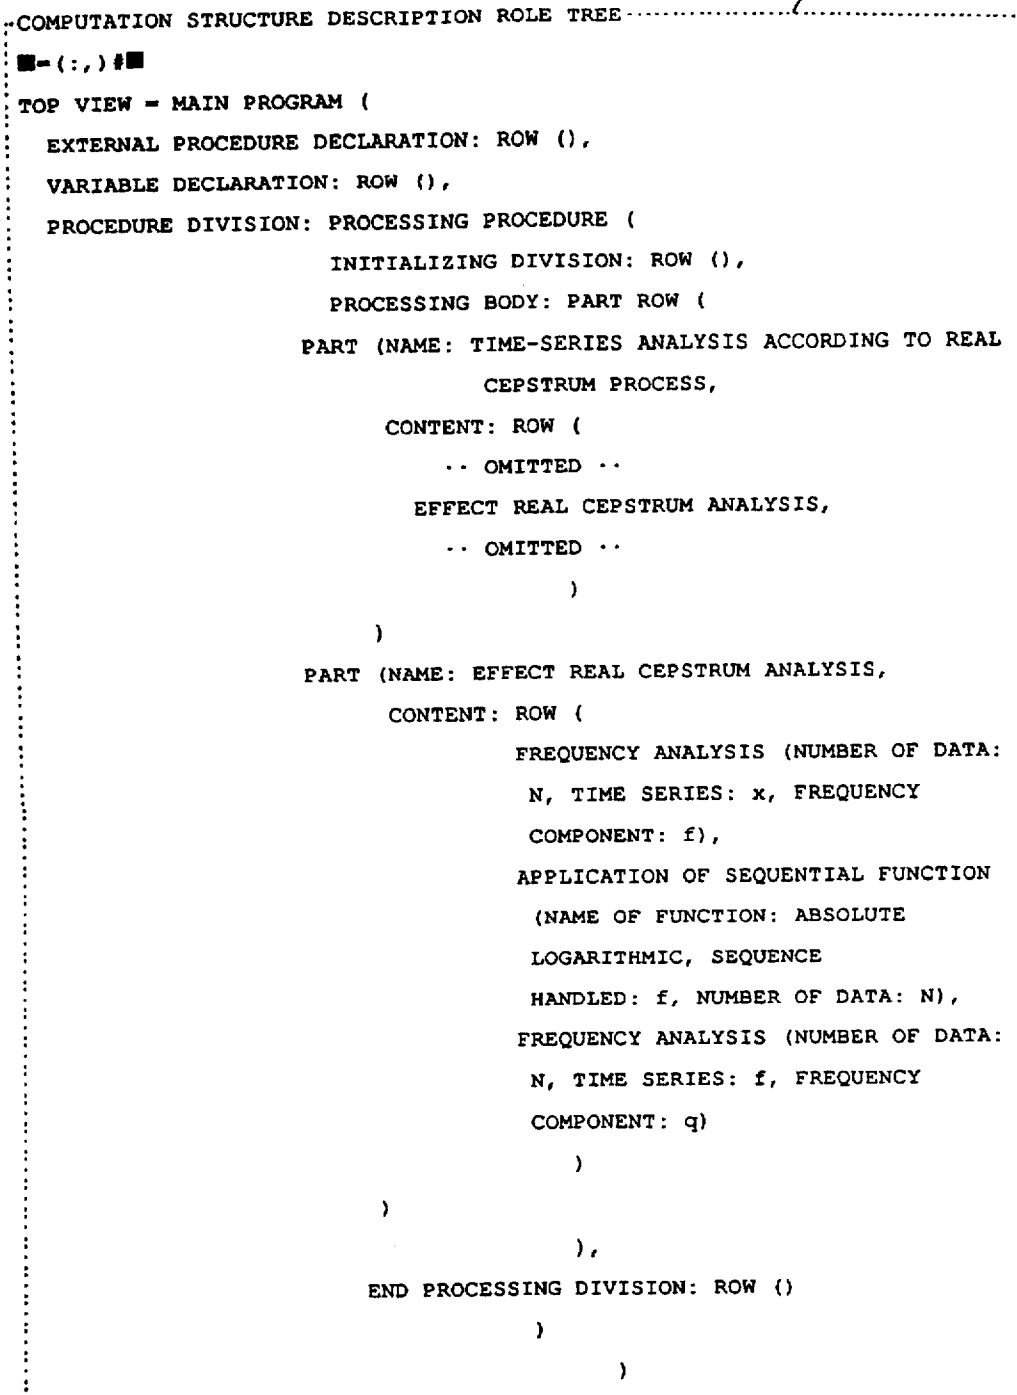 COMPUTATION STRUCTURE DESCRIPTION ROLE TREE
■=(:,)#■
TOP VIEW = MAIN PROGRAM (
EXTERNAL PROCEDURE DECLARATION: ROW (),
VARIABLE DECLARATION: ROW (),
PROCEDURE DIVISION: PROCESSING PROCEDURE (
INITIALIZING DIVISION: ROW (),
PROCESSING BODY: PART ROW (
PART (NAME: TIME-SERIES ANALYSIS ACCORDING TO REAL
CEPSTRUM PROCESS,
CONTENT: ROW (
·· OMITTED ··
EFFECT REAL CEPSTRUM ANALYSIS,
·· OMITTED ··
)
)
PART (NAME: EFFECT REAL CEPSTRUM ANALYSIS,
CONTENT: ROW (
FREQUENCY ANALYSIS (NUMBER OF DATA:
N, TIME SERIES: x, FREQUENCY
COMPONENT: f),
APPLICATION OF SEQUENTIAL FUNCTION
(NAME OF FUNCTION: ABSOLUTE
LOGARITHMIC, SEQUENCE
HANDLED: f, NUMBER OF DATA: N),
FREQUENCY ANALYSIS (NUMBER OF DATA:
N, TIME SERIES: f, FREQUENCY
COMPONENT: q)
)
)
),
END PROCESSING DIVISION: ROW ()
)
)